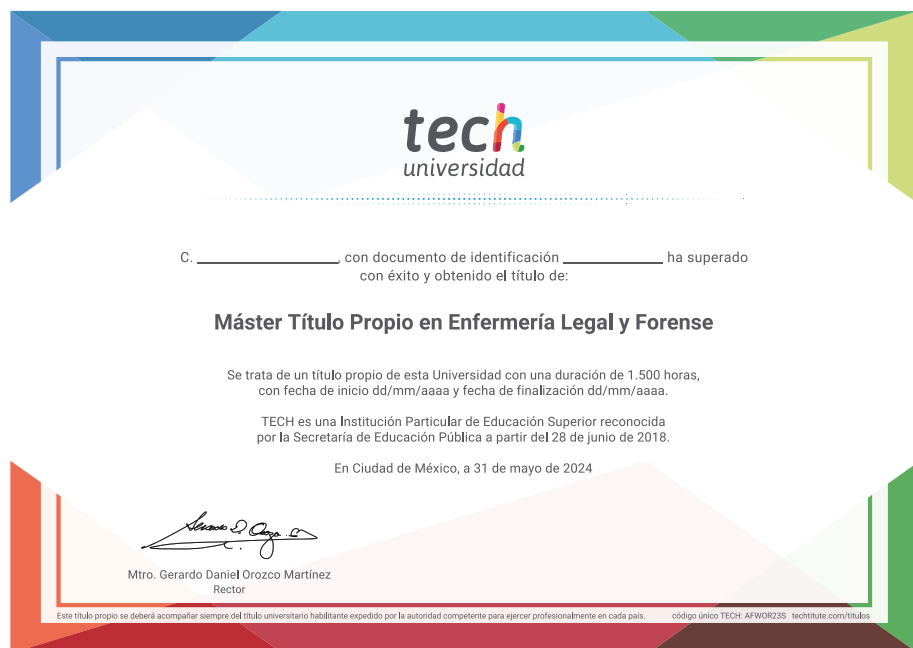 tech
universidad
C. _________________, con documento de identificación ____________ ha superado
con éxito y obtenido el título de:
Máster Título Propio en Enfermería Legal y Forense
Se trata de un título propio de esta Universidad con una duración de 1.500 horas,
con fecha de inicio dd/mm/aaaa y fecha de finalización dd/mm/aaaa.
TECH es una Institución Particular de Educación Superior reconocida
por la Secretaría de Educación Pública a partir del 28 de junio de 2018.
En Ciudad de México, a 31 de mayo de 2024
Mtro. Gerardo Daniel Orozco Martínez
Rector
Este título propio se deberá acompañar siempre del título universitario habilitante expedido por la autoridad competente para ejercer profesionalmente en cada país. código único TECH: AFWOR23S techtitute.com/titulos